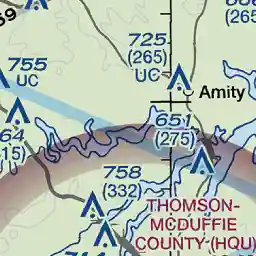 725
(265)
UC
755
UC
Amity
651
(275)
758
(332)
THOMSON-
MCDUFFIE
COUNTY (HQU)